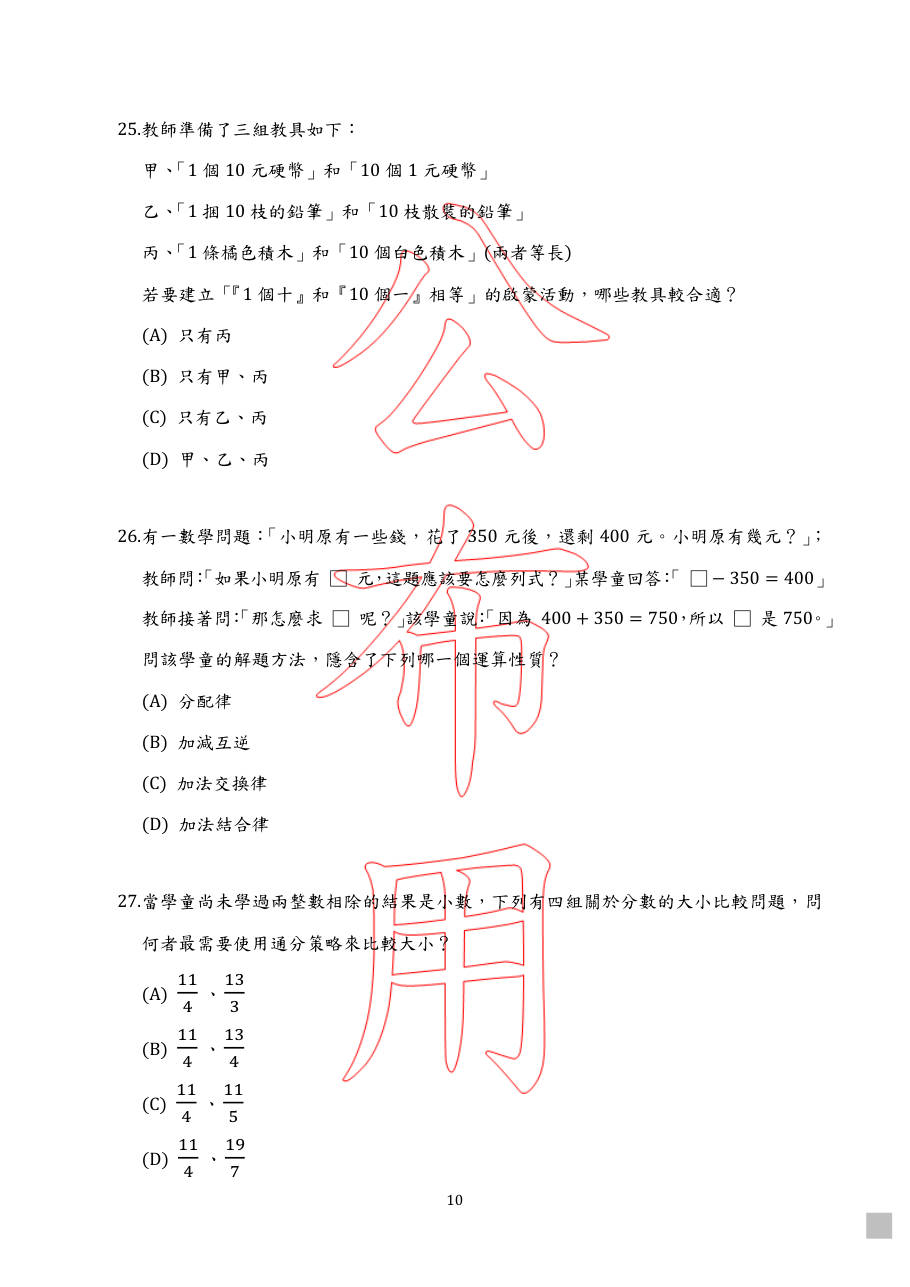 25.教師準備了三組教具如下：
甲、「1 個 10 元硬幣」和「10 個 1 元硬幣」
乙、「1 捆 10 枝的鉛筆」和「10 枝散裝的鉛筆」
丙、「1 條橘色積木」和「10 個白色積木」(兩者等長)
若要建立「『1 個十』和『10 個一』相等」的啟蒙活動，哪些教具較合適？
(A) 只有丙
(B) 只有甲、丙
(C) 只有乙、丙
(D) 甲、乙、丙
26.有一數學問題：「小明原有一些錢，花了 350 元後，還剩 400 元。小明原有幾元？」；
教師問：「如果小明原有 □ 元，這題應該要怎麼列式？」某學童回答：「 □ − 350 = 400」
教師接著問：「那怎麼求 □ 呢？」該學童說：「因為 400 + 350 = 750，所以 □ 是 750。」
問該學童的解題方法，隱含了下列哪一個運算性質？
(A) 分配律
(B) 加減互逆
(C) 加法交換律
(D) 加法結合律
27.當學童尚未學過兩整數相除的結果是小數，下列有四組關於分數的大小比較問題，問
何者最需要使用通分策略來比較大小？
(A) 11/4 、13/3
(B) 11/4 、13/4
(C) 11/4 、11/5
(D) 11/4 、19/7
10
公布用